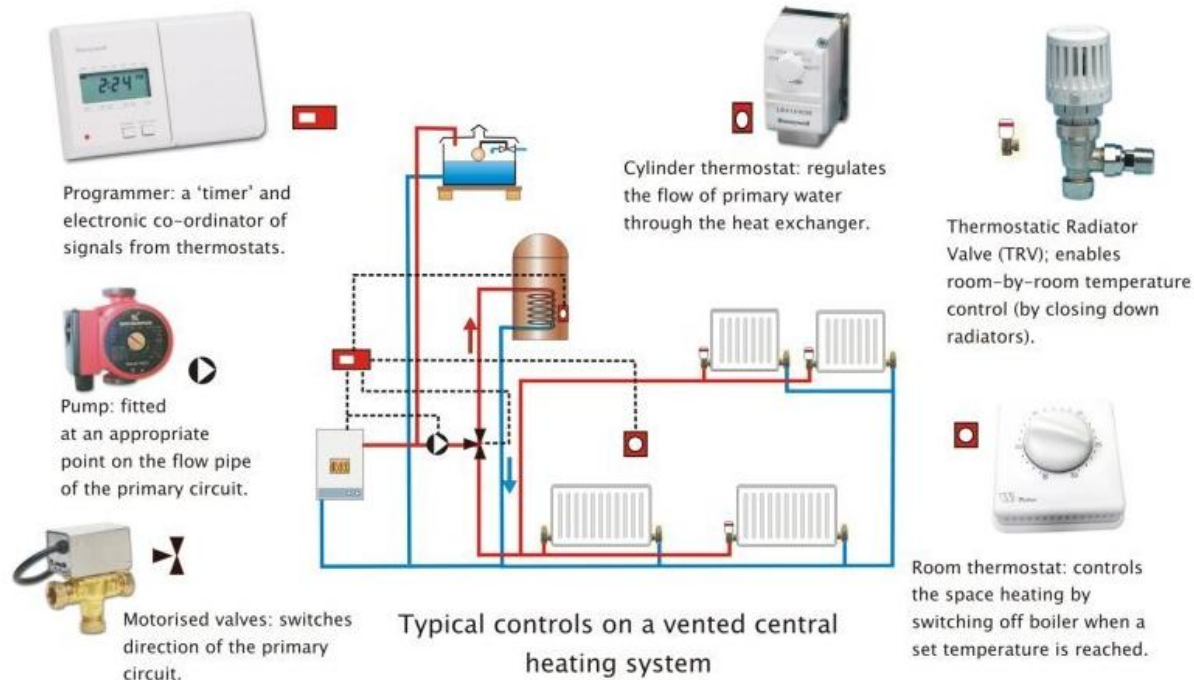 Honeywell
2:24
Programmer: a ‘timer’ and
electronic co-ordinator of
signals from thermostats.
Cylinder thermostat: regulates
the flow of primary water
through the heat exchanger.
Honeywell
Thermostatic Radiator
Valve (TRV); enables
room-by-room temperature
control (by closing down
radiators).
Pump: fitted
at an appropriate
point on the flow pipe
of the primary circuit.
Motorised valves: switches
direction of the primary
circuit.
Typical controls on a vented central
heating system
Room thermostat: controls
the space heating by
switching off boiler when a
set temperature is reached.